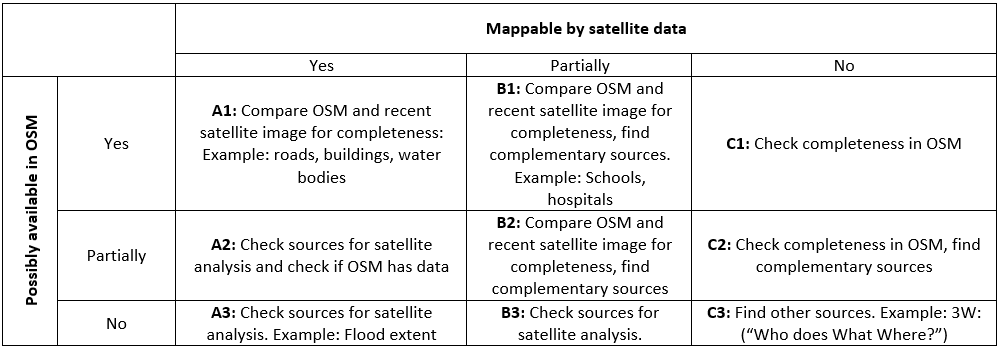 Mappable by satellite data
Yes
Partially
No
Possibly available in OSM
Yes
A1: Compare OSM and recent
satellite image for completeness:
Example: roads, buildings, water
bodies
B1: Compare OSM and
recent satellite image for
completeness, find
complementary sources.
Example: Schools,
hospitals
C1: Check completeness in OSM
Partially
A2: Check sources for satellite
analysis and check if OSM has data
B2: Compare OSM and
recent satellite image for
completeness, find
complementary sources
C2: Check completeness in OSM, find
complementary sources
No
A3: Check sources for satellite
analysis. Example: Flood extent
B3: Check sources for
satellite analysis.
C3: Find other sources. Example: 3W:
(“Who does What Where?”)